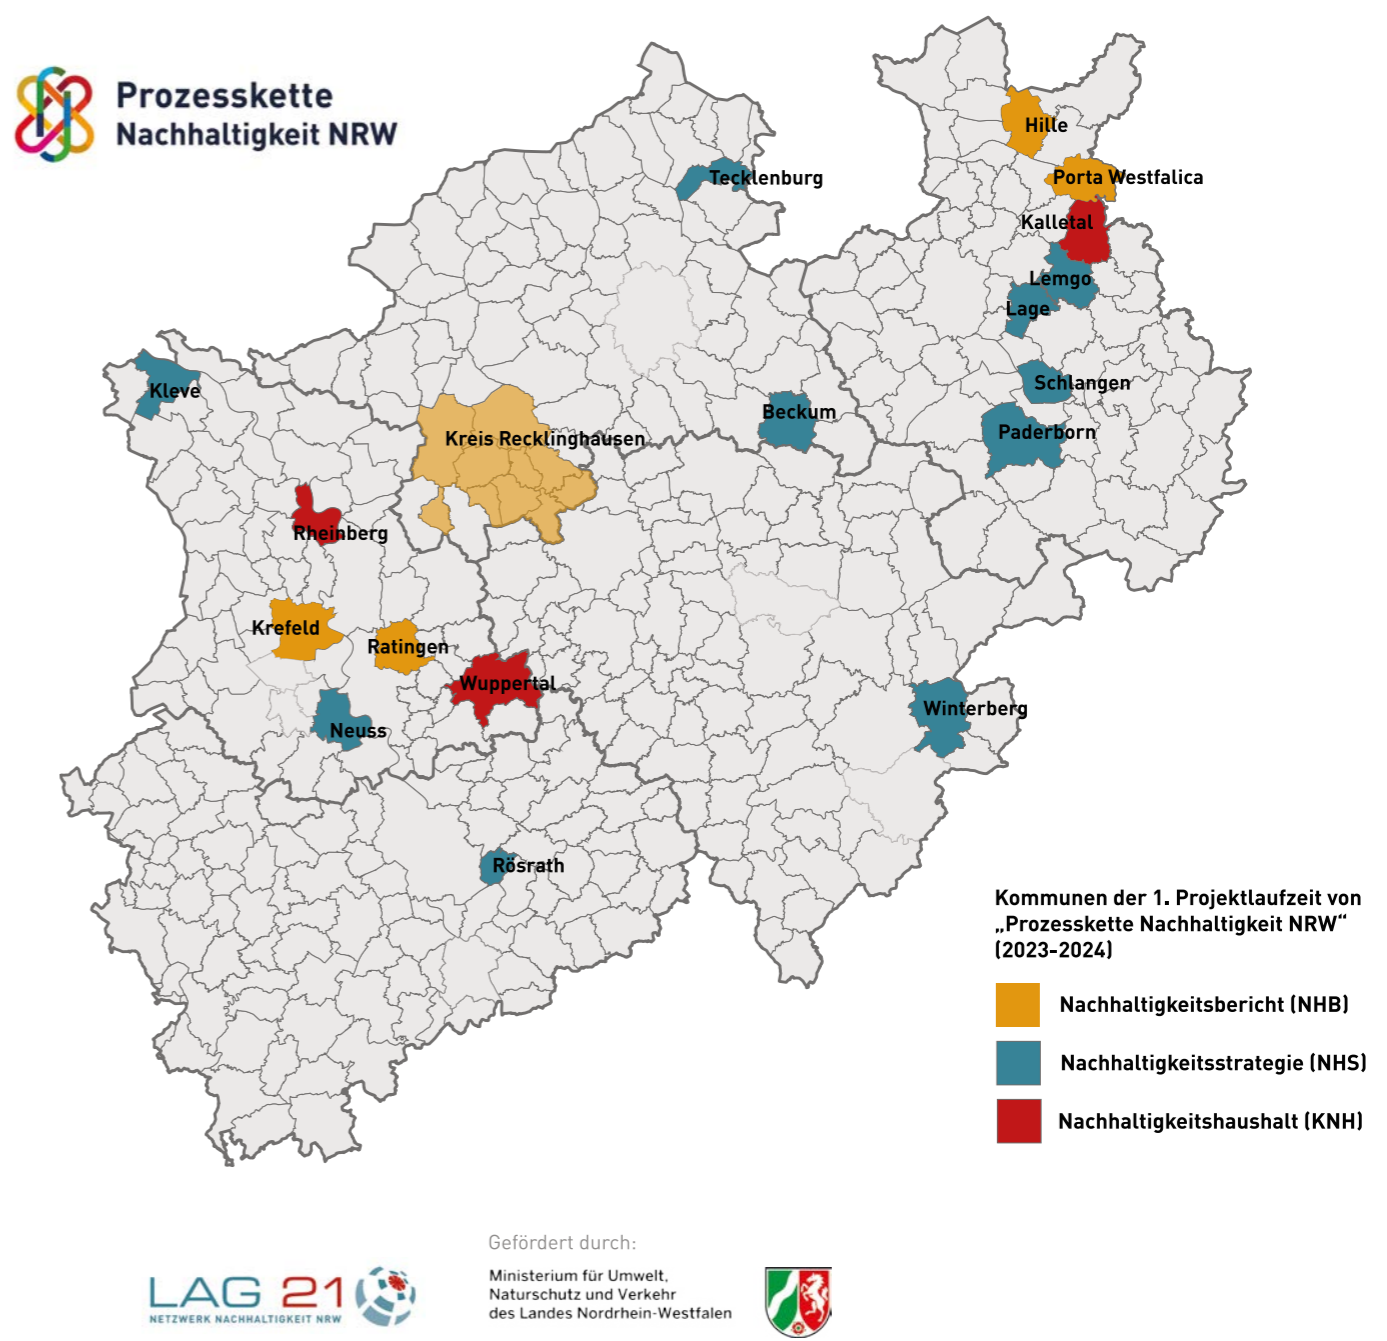 Prozesskette
Nachhaltigkeit NRW
Hille
Tecklenburg
Porta Westfalica
Kalletal
Lemgo
Lage
Kleve
Schlangen
Beckum
Paderborn
Kreis Recklinghausen
Rheinberg
Krefeld
Ratingen
Wuppertal
Winterberg
Neuss
Rösrath
Kommunen der 1. Projektlaufzeit von
„Prozesskette Nachhaltigkeit NRW“
(2023-2024)
Nachhaltigkeitsbericht (NHB)
Nachhaltigkeitsstrategie (NHS)
Nachhaltigkeitshaushalt (KNH)
Gefördert durch:
LAG 21
NETZWERK NACHHALTIGKEIT NRW
Ministerium für Umwelt,
Naturschutz und Verkehr
des Landes Nordrhein-Westfalen